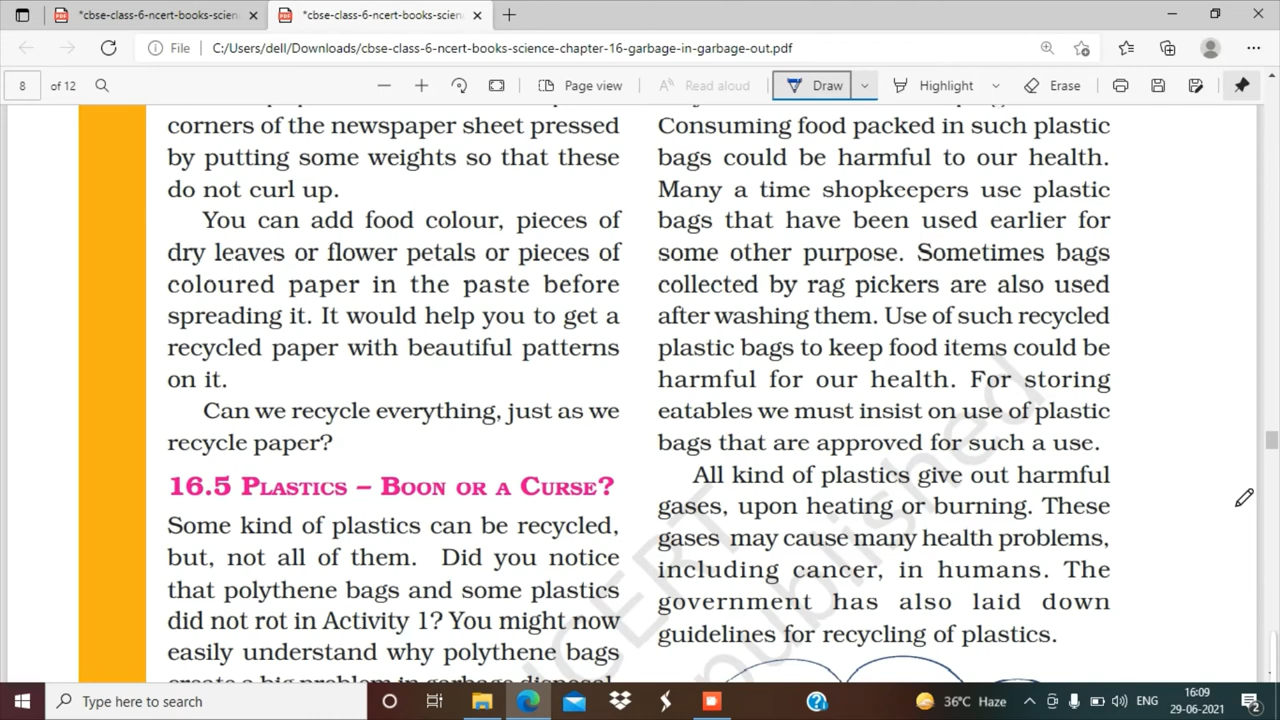 *cbse-class-6-ncert-books-scien
*cbse-class-6-ncert-books-scien
File
C:/Users/dell/Downloads/cbse-class-6-ncert-books-science-chapter-16-garbage-in-garbage-out.pdf
8 of 12
Page view
Read aloud
Draw
Highlight
Erase
corners of the newspaper sheet pressed
by putting some weights so that these
do not curl up.
You can add food colour, pieces of
dry leaves or flower petals or pieces of
coloured paper in the paste before
spreading it. It would help you to get a
recycled paper with beautiful patterns
on it.
Can we recycle everything, just as we
recycle paper?
16.5 PLASTICS – BOON OR A CURSE?
Some kind of plastics can be recycled,
but, not all of them. Did you notice
that polythene bags and some plastics
did not rot in Activity 1? You might now
easily understand why polythene bags
create a big problem in garbage disposal.
Consuming food packed in such plastic
bags could be harmful to our health.
Many a time shopkeepers use plastic
bags that have been used earlier for
some other purpose. Sometimes bags
collected by rag pickers are also used
after washing them. Use of such recycled
plastic bags to keep food items could be
harmful for our health. For storing
eatables we must insist on use of plastic
bags that are approved for such a use.
All kind of plastics give out harmful
gases, upon heating or burning. These
gases may cause many health problems,
including cancer, in humans. The
government has also laid down
guidelines for recycling of plastics.
NCERT
published
Type here to search
36°C Haze
ENG
16:09
29-06-2021
2